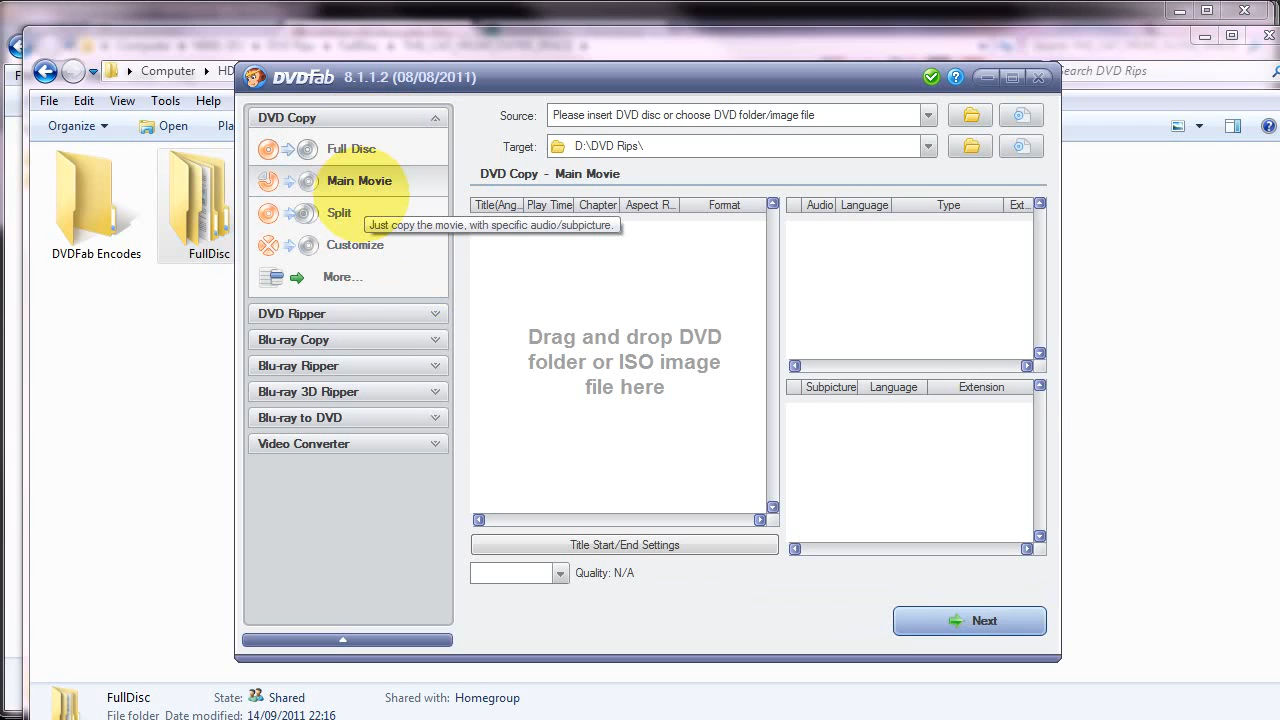 Computer
HD
Search DVD Rips
File Edit View Tools Help
Organize
Open
Pla
DVDFab Encodes
FullDisc
DVDFab 8.1.1.2 (08/08/2011)
DVD Copy
Full Disc
Main Movie
Split
Just copy the movie, with specific audio/subpicture.
Customize
More...
DVD Ripper
Blu-ray Copy
Blu-ray Ripper
Blu-ray 3D Ripper
Blu-ray to DVD
Video Converter
Source: Please insert DVD disc or choose DVD folder/image file
Target: D:\DVD Rips\
DVD Copy - Main Movie
Title(Ang... Play Time Chapter Aspect R... Format
Audio Language Type Ext
Drag and drop DVD
folder or ISO image
file here
Subpicture Language Extension
Title Start/End Settings
Quality: N/A
Next
FullDisc State: Shared Shared with: Homegroup
File folder Date modified: 14/09/2011 22:16